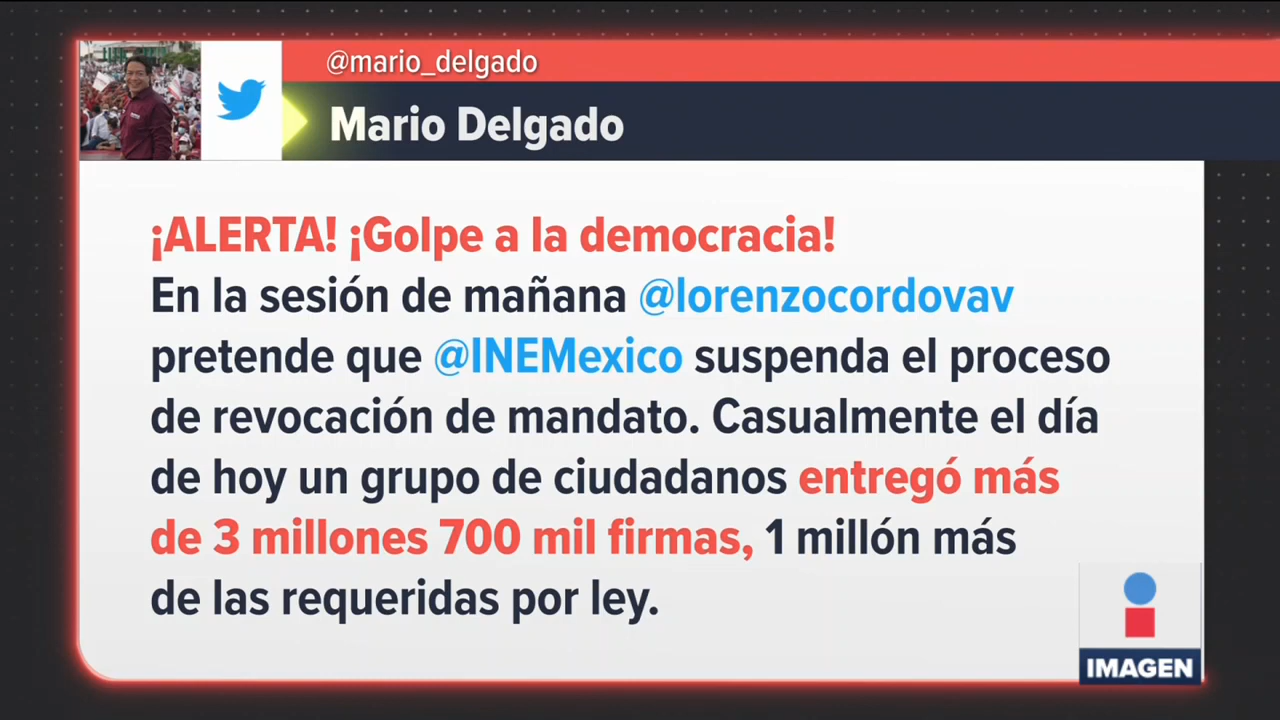 @mario_delgado
Mario Delgado
¡ALERTA! ¡Golpe a la democracia!
En la sesión de mañana @lorenzocordovav
pretende que @INEMexico suspenda el proceso
de revocación de mandato. Casualmente el día
de hoy un grupo de ciudadanos entregó más
de 3 millones 700 mil firmas, 1 millón más
de las requeridas por ley.
IMAGEN